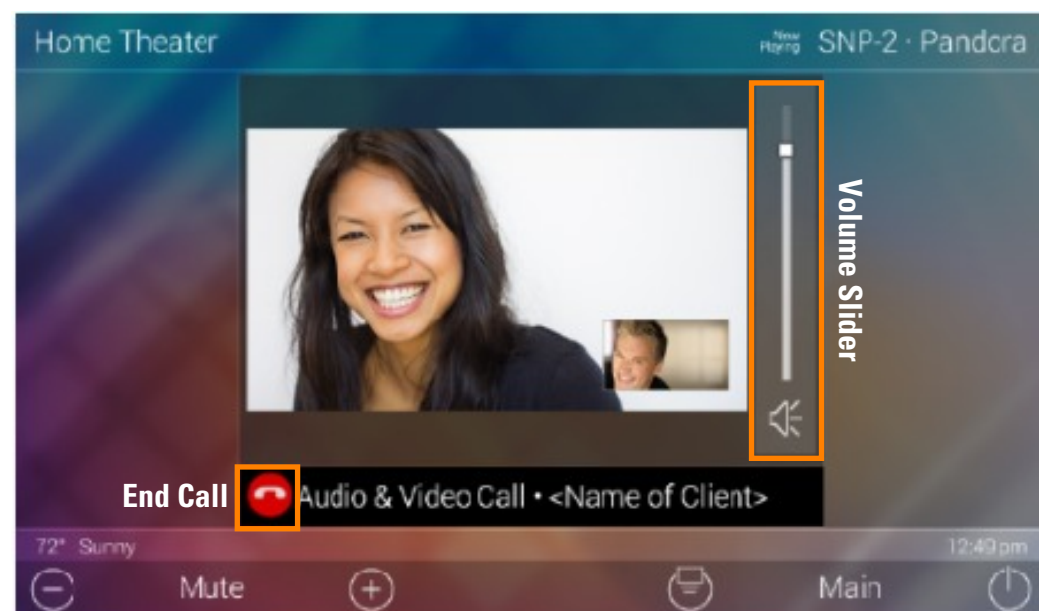 Home Theater
Now Playing SNP-2 · Pandora
Volume Slider
End Call
Audio & Video Call • <Name of Client>
72° Sunny
12:49 pm
Mute
Main